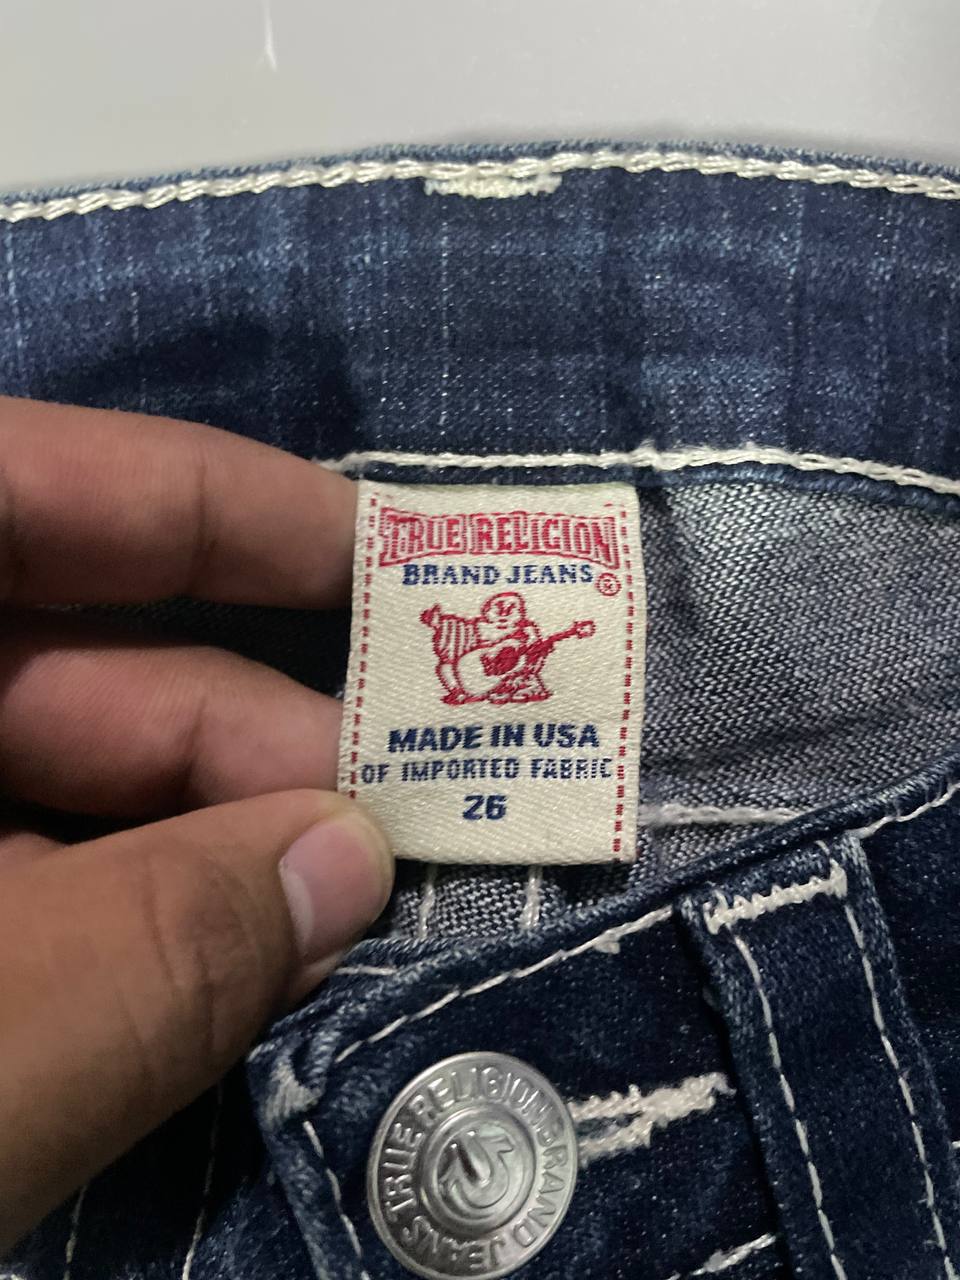 TRUE RELIGION
BRAND JEANS®
MADE IN USA
OF IMPORTED FABRIC
26
TRUE RELIGION BRAND JEANS